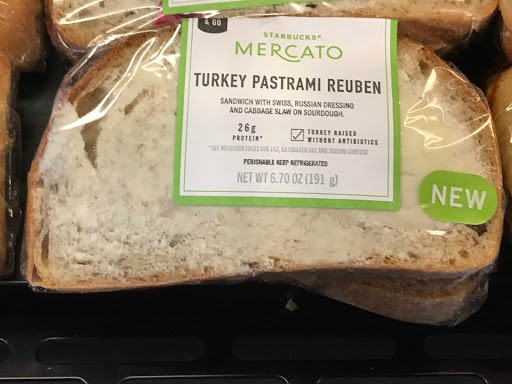 & GO
STARBUCKS®
MERCATO
TURKEY PASTRAMI REUBEN
SANDWICH WITH SWISS, RUSSIAN DRESSING
AND CABBAGE SLAW ON SOURDOUGH.
26g
PROTEIN*
TURKEY RAISED
WITHOUT ANTIBIOTICS
*SEE NUTRITION FACTS FOR FAT, SATURATED FAT AND SODIUM CONTENT
PERISHABLE KEEP REFRIGERATED
NET WT 6.70 OZ (191 g)
NEW